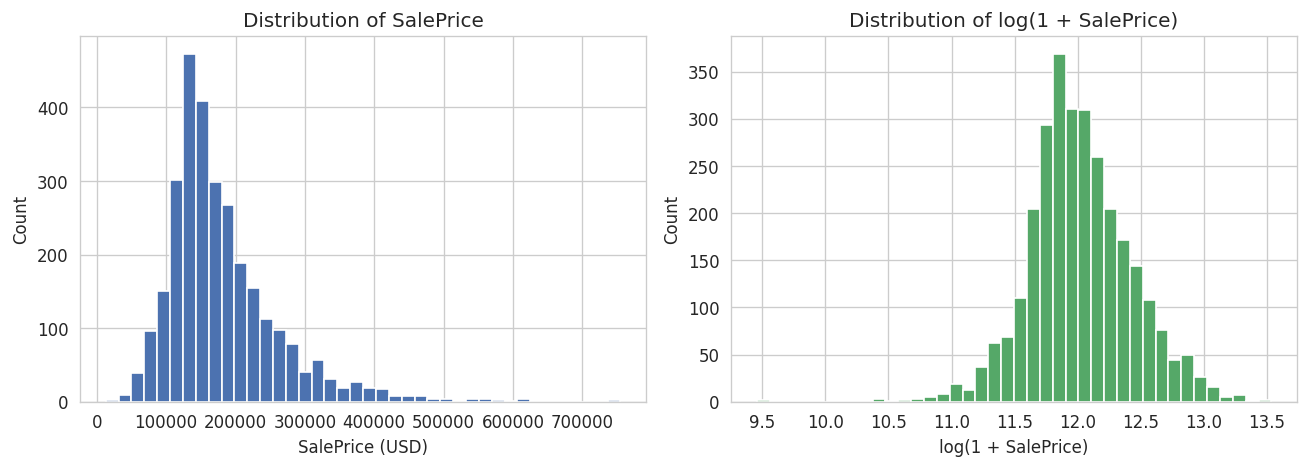 Distribution of SalePrice
400
300
200
100
0
Count
0 100000 200000 300000 400000 500000 600000 700000
SalePrice (USD)
Distribution of log(1 + SalePrice)
350
300
250
200
150
100
50
0
Count
9.5 10.0 10.5 11.0 11.5 12.0 12.5 13.0 13.5
log(1 + SalePrice)